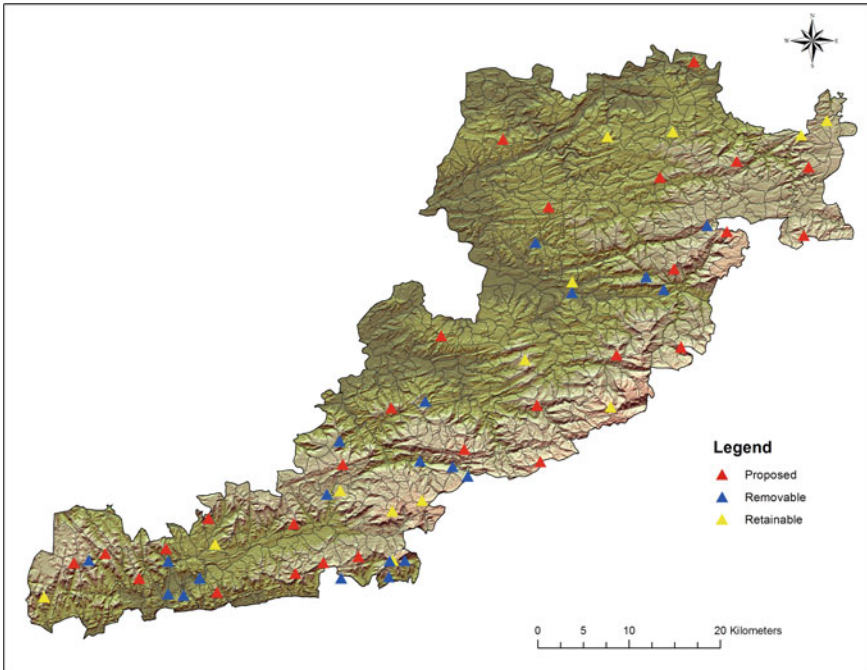 N
W E
S
Legend
Proposed
Removable
Retainable
0 5 10 20 Kilometers